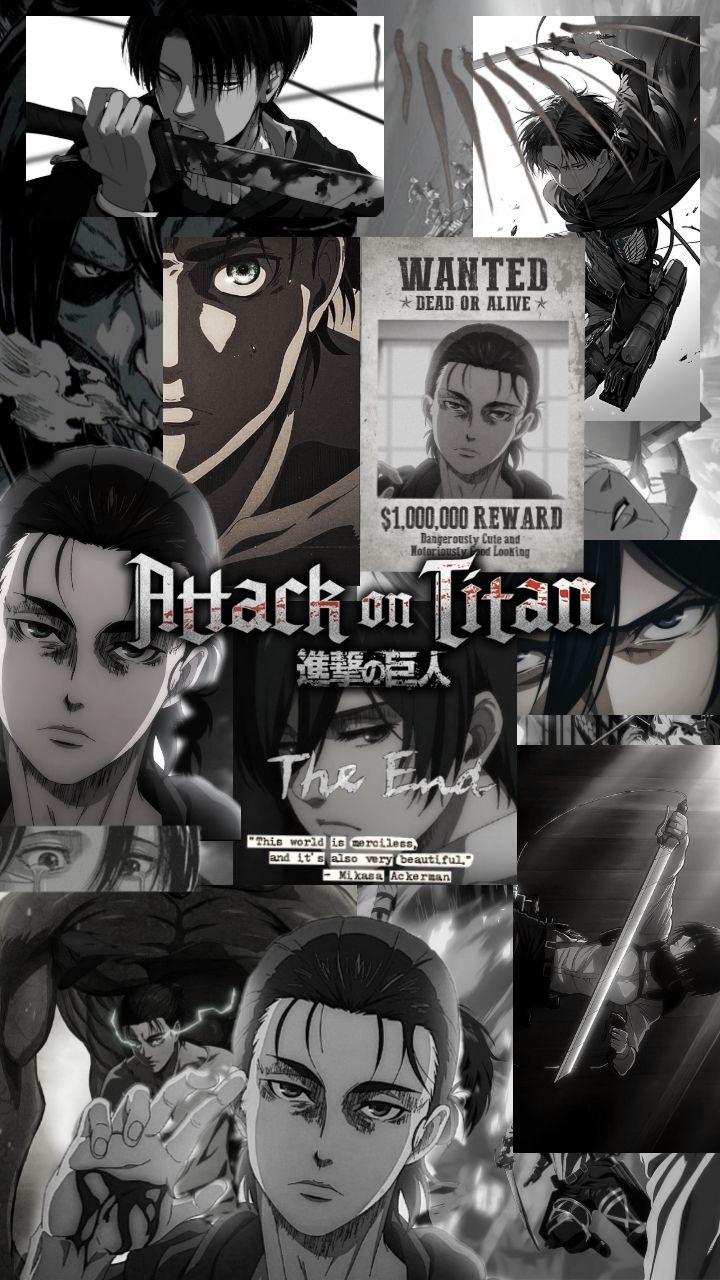 WANTED
DEAD OR ALIVE
$1,000,000 REWARD
Dangerously Cute and
Notoriously Good Looking
Attack on Titan
進撃の巨人
The End
"This world is merciless,
and it's also very beautiful."
- Mikasa Ackerman